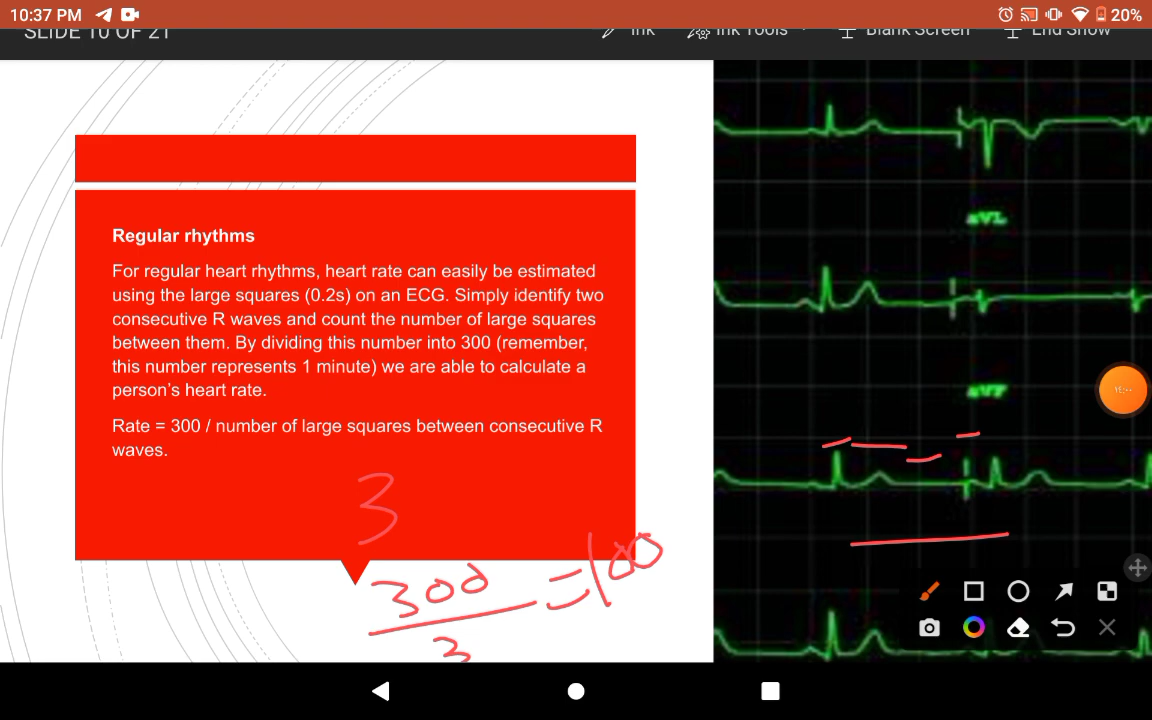 10:37 PM
20%
SLIDE 10 OF 21
Ink
Ink Tools
Blank Screen
End Show
Regular rhythms
For regular heart rhythms, heart rate can easily be estimated
using the large squares (0.2s) on an ECG. Simply identify two
consecutive R waves and count the number of large squares
between them. By dividing this number into 300 (remember,
this number represents 1 minute) we are able to calculate a
person's heart rate.
Rate = 300 / number of large squares between consecutive R
waves.
3
300
=100
3
aVL
aVF